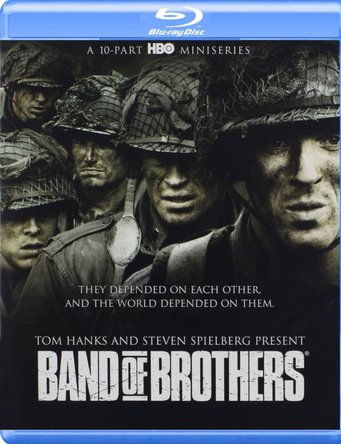 Blu-ray Disc
A 10-PART HBO MINISERIES
THEY DEPENDED ON EACH OTHER,
AND THE WORLD DEPENDED ON THEM.
TOM HANKS AND STEVEN SPIELBERG PRESENT
BAND OF BROTHERS®